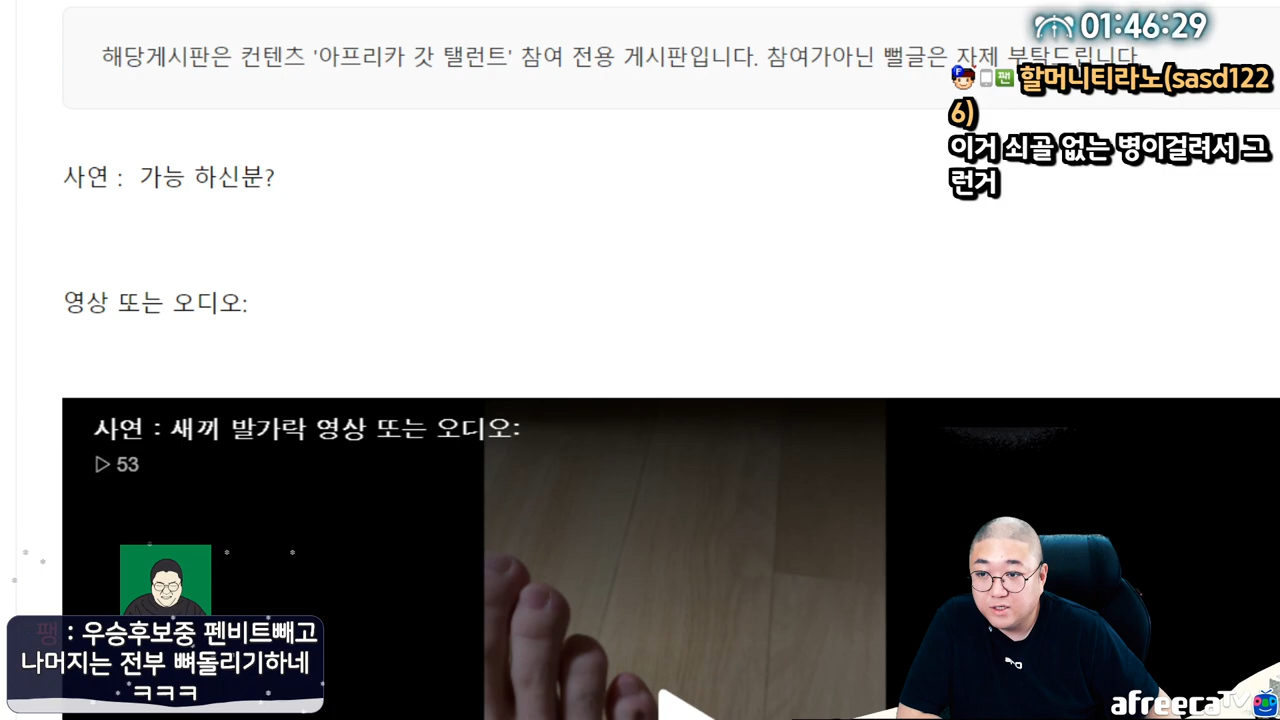 01:46:29
해당게시판은 컨텐츠 '아프리카 갓 탤런트' 참여 전용 게시판입니다. 참여가아닌 뻘글은 자제 부탁드립니다.
팬 할머니티라노(sasd122
6)
이거 쇠골 없는 병이걸려서 그
런거
사연 : 가능 하신분?
영상 또는 오디오:
사연 : 새끼 발가락 영상 또는 오디오:
▷ 53
팽 : 우승후보중 펜비트빼고
나머지는 전부 뼈돌리기하네
ㅋㅋㅋ
afreecaTV